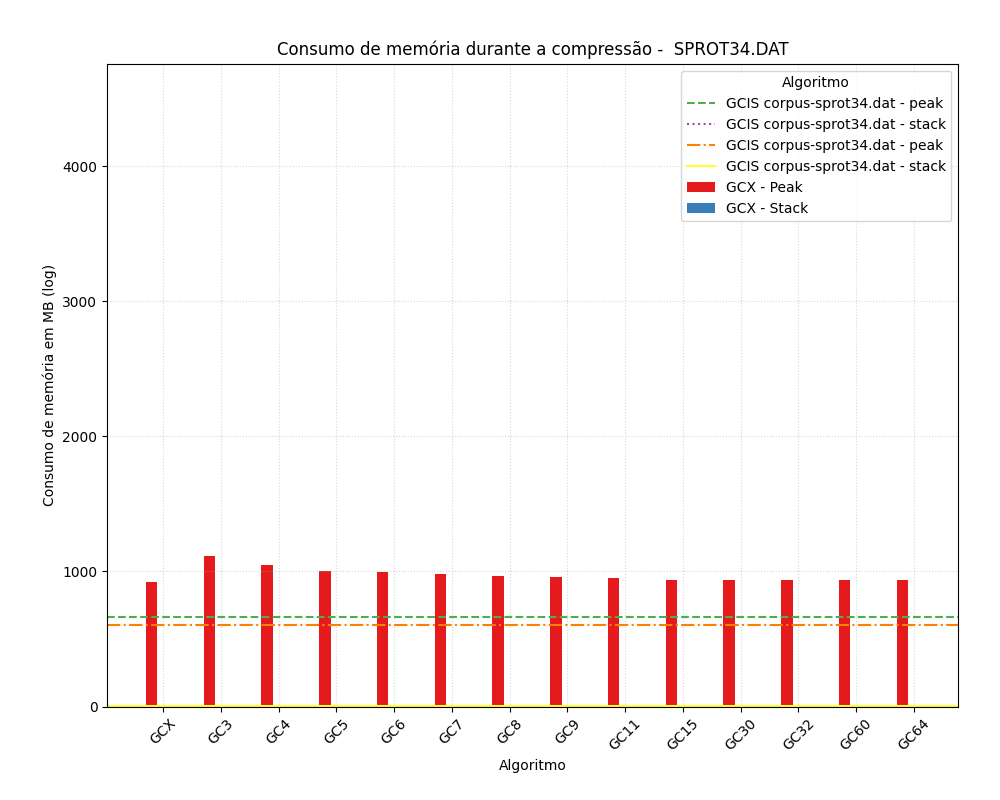 Consumo de memória durante a compressão -  SPROT34.DAT
Algoritmo
GCIS corpus-sprot34.dat - peak
GCIS corpus-sprot34.dat - stack
GCIS corpus-sprot34.dat - peak
GCIS corpus-sprot34.dat - stack
GCX - Peak
GCX - Stack
Consumo de memória em MB (log)
4000
3000
2000
1000
0
GCX
GC3
GC4
GC5
GC6
GC7
GC8
GC9
GC11
GC15
GC30
GC32
GC60
GC64
Algoritmo